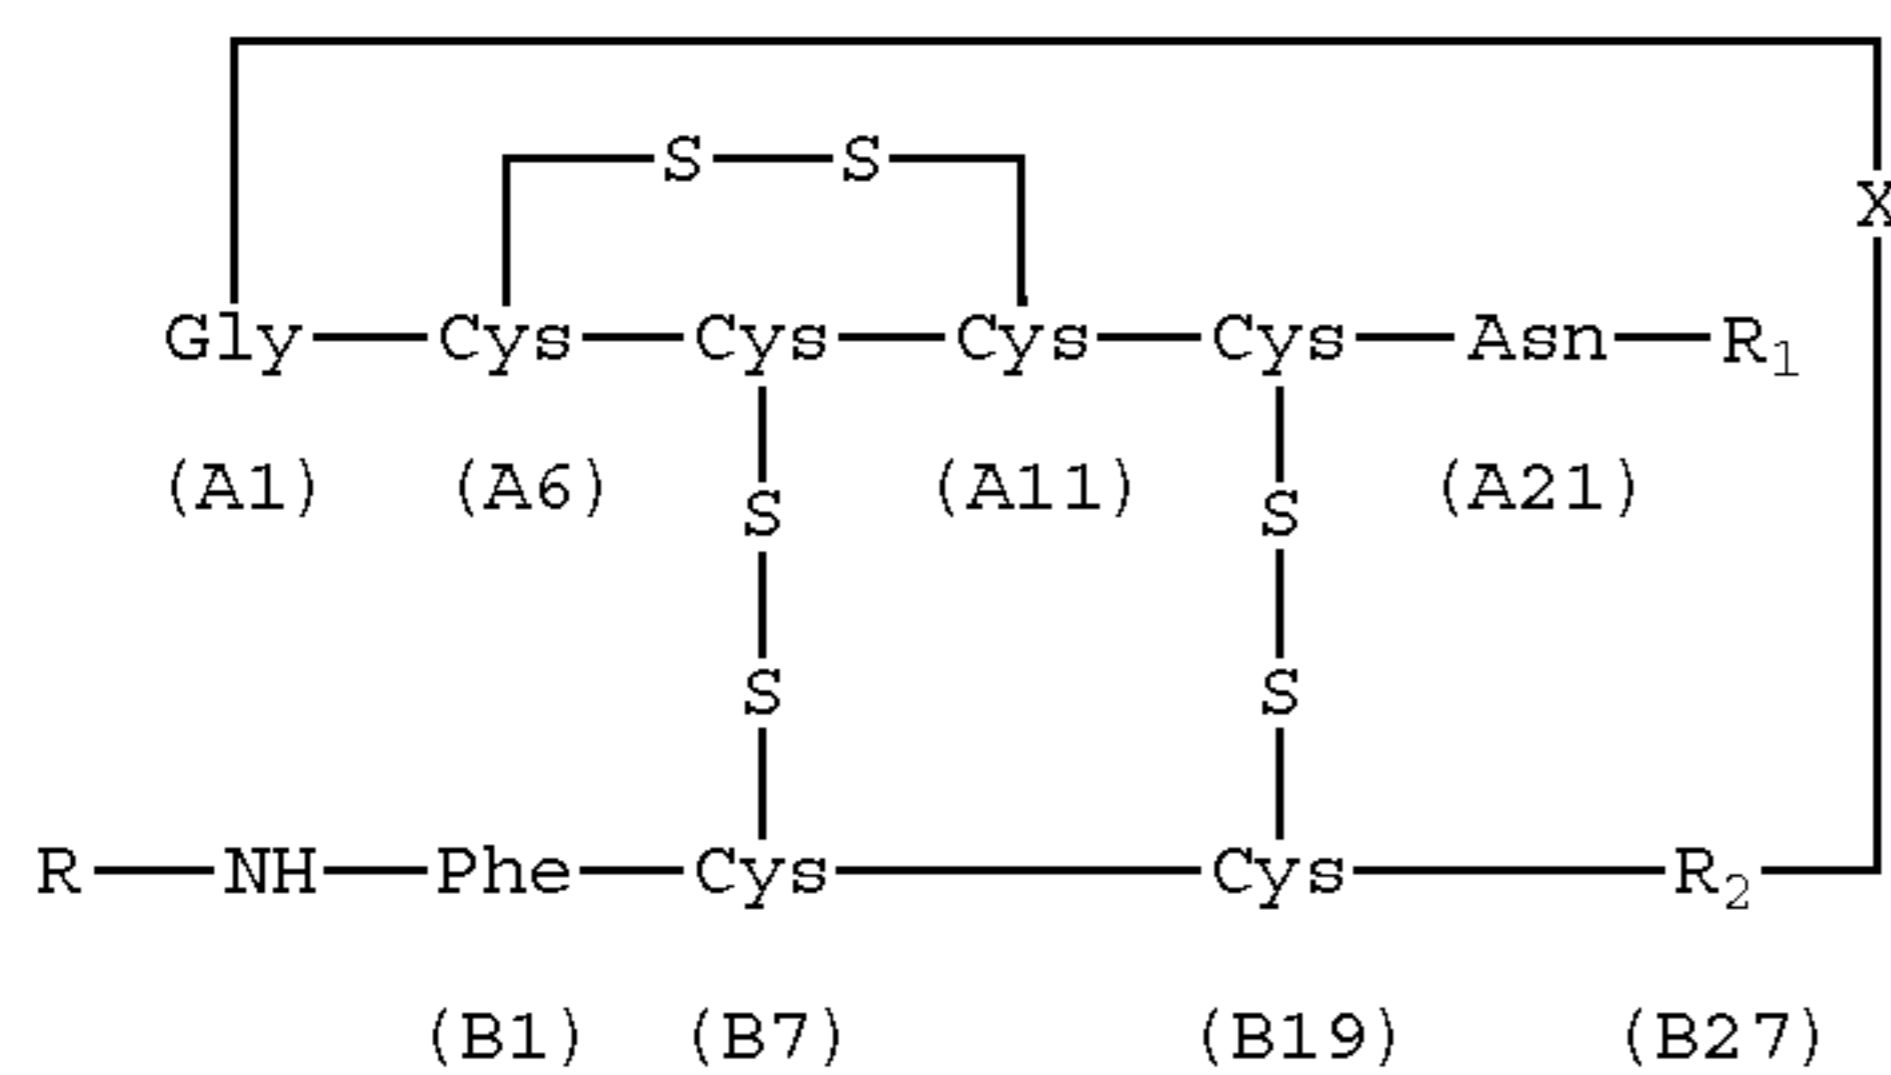 S S
X
Gly Cys Cys Cys Cys Asn R1
(A1) (A6) (A11) (A21)
S S
S S
R NH Phe Cys Cys R2
(B1) (B7) (B19) (B27)